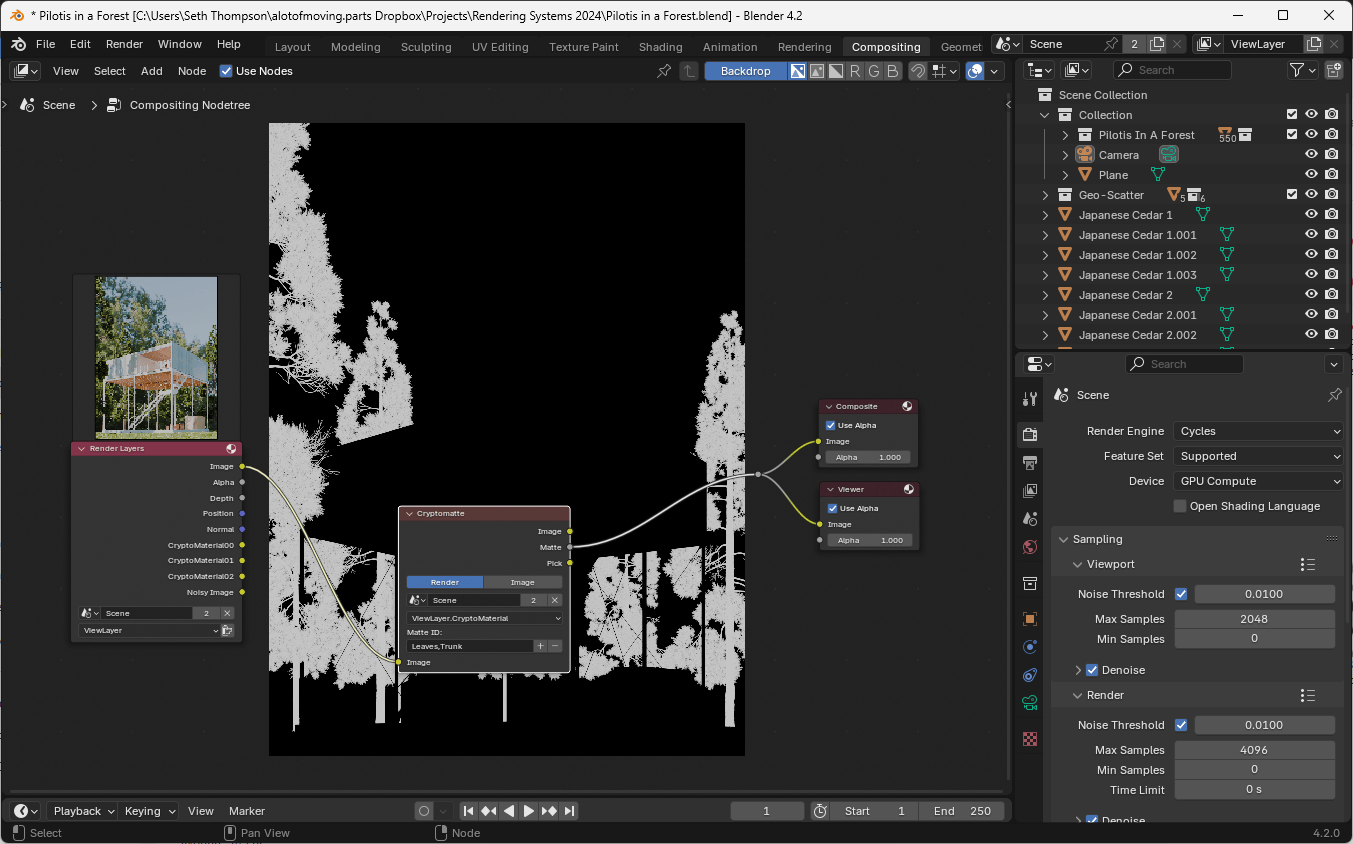 * Pilotis in a Forest [C:\Users\Seth Thompson\alotofmoving.parts Dropbox\Projects\Rendering Systems 2024\Pilotis in a Forest.blend] - Blender 4.2
File Edit Render Window Help Layout Modeling Sculpting UV Editing Texture Paint Shading Animation Rendering Compositing Geomet Scene 2 ViewLayer
View Select Add Node Use Nodes Backdrop R G B Search
Scene > Compositing Nodetree
Scene Collection
Collection
Pilotis In A Forest 550
Camera
Plane
Geo-Scatter 5 6
Japanese Cedar 1
Japanese Cedar 1.001
Japanese Cedar 1.002
Japanese Cedar 1.003
Japanese Cedar 2
Japanese Cedar 2.001
Japanese Cedar 2.002
Search
Scene
Render Engine Cycles
Feature Set Supported
Device GPU Compute
Open Shading Language
Sampling
Viewport
Noise Threshold 0.0100
Max Samples 2048
Min Samples 0
Denoise
Render
Noise Threshold 0.0100
Max Samples 4096
Min Samples 0
Time Limit 0 s
Denoise
Render Layers
Image
Alpha
Depth
Position
Normal
CryptoMaterial00
CryptoMaterial01
CryptoMaterial02
Noisy Image
Scene 2
ViewLayer
Cryptomatte
Image
Matte
Pick
Render Image
Scene 2
ViewLayer.CryptoMaterial
Matte ID:
Leaves,Trunk
Image
Composite
Use Alpha
Image
Alpha 1.000
Viewer
Use Alpha
Image
Alpha 1.000
Playback Keying View Marker 1 Start 1 End 250
Select Pan View Node 4.2.0